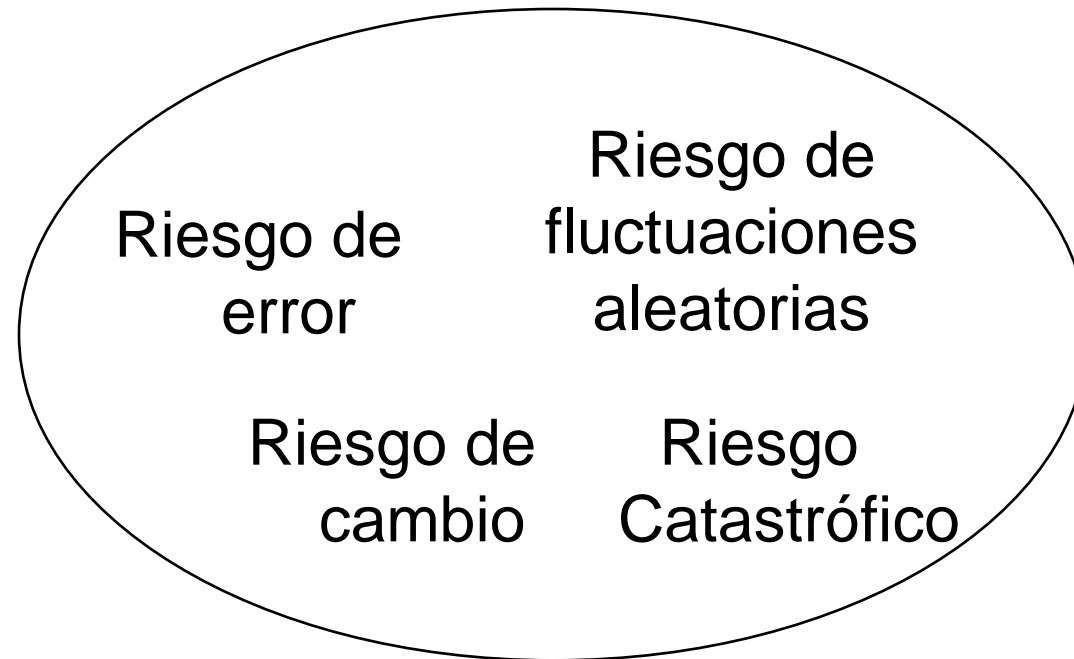 Riesgo de
error
Riesgo de
fluctuaciones
aleatorias
Riesgo de
cambio
Riesgo
Catastrófico